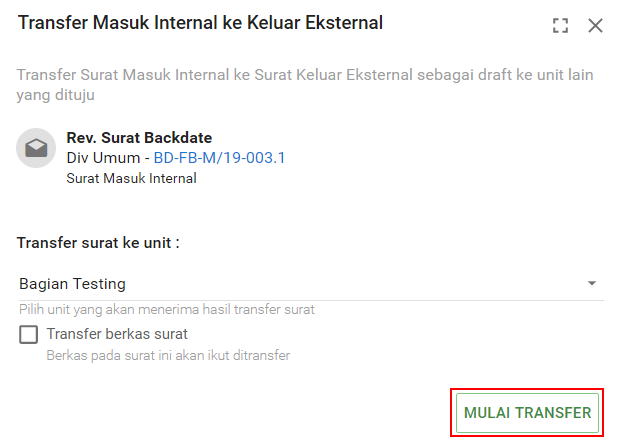 Transfer Masuk Internal ke Keluar Eksternal
Transfer Surat Masuk Internal ke Surat Keluar Eksternal sebagai draft ke unit lain
yang dituju
Rev. Surat Backdate
Div Umum - BD-FB-M/19-003.1
Surat Masuk Internal
Transfer surat ke unit :
Bagian Testing
Pilih unit yang akan menerima hasil transfer surat
Transfer berkas surat
Berkas pada surat ini akan ikut ditransfer
MULAI TRANSFER